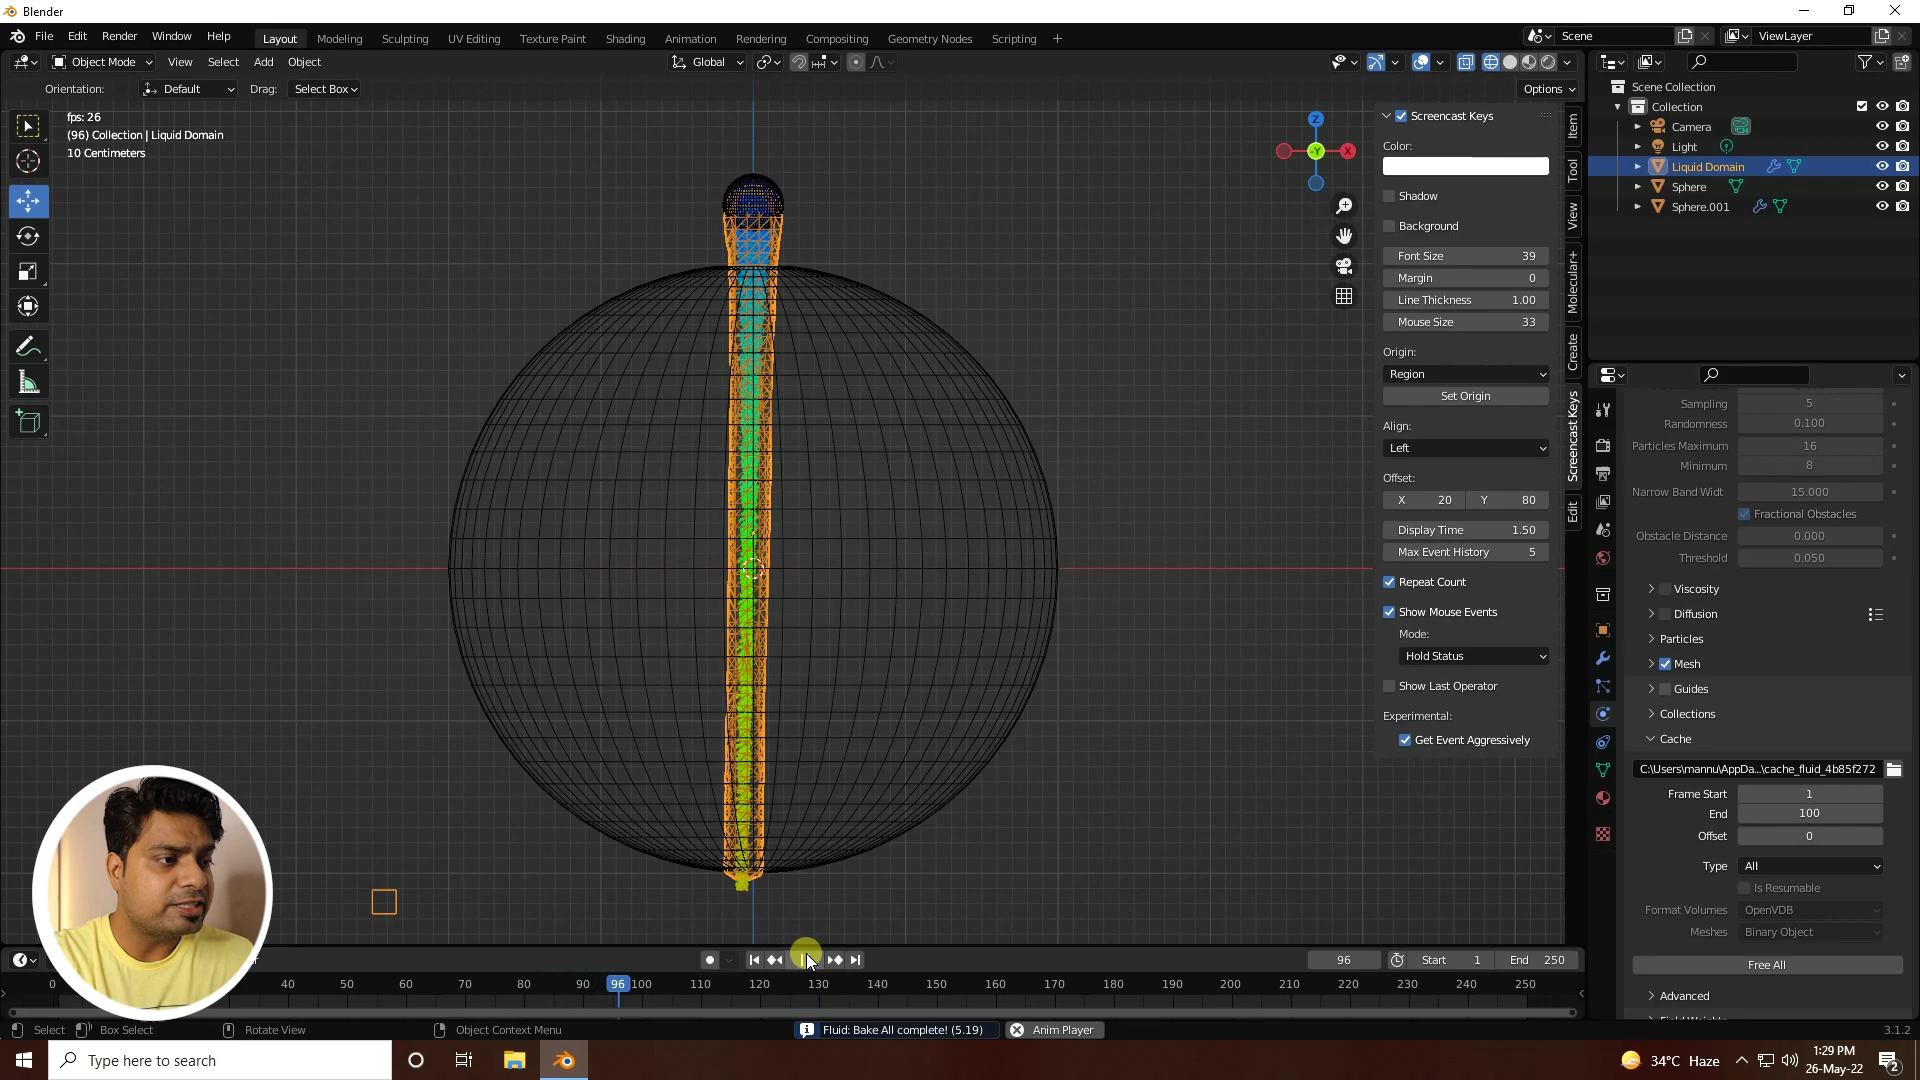 Blender
File Edit Render Window Help Layout Modeling Sculpting UV Editing Texture Paint Shading Animation Rendering Compositing Geometry Nodes Scripting + Scene ViewLayer
Object Mode View Select Add Object Global
Orientation: Default Drag: Select Box Options
fps: 26
(96) Collection | Liquid Domain
10 Centimeters
Z
-Y
X
Screencast Keys
Color:
Shadow
Background
Font Size 39
Margin 0
Line Thickness 1.00
Mouse Size 33
Origin:
Region
Set Origin
Align:
Left
Offset:
X 20 Y 80
Display Time 1.50
Max Event History 5
Repeat Count
Show Mouse Events
Mode:
Hold Status
Show Last Operator
Experimental:
Get Event Aggressively
Item
Tool
View
Molecular+
Create
Screencast Keys
Edit
Scene Collection
Collection
Camera
Light
Liquid Domain
Sphere
Sphere.001
Sampling 5
Randomness 0.100
Particles Maximum 16
Minimum 8
Narrow Band Widt 15.000
Fractional Obstacles
Obstacle Distance 0.000
Threshold 0.050
Viscosity
Diffusion
Particles
Mesh
Guides
Collections
Cache
C:\Users\mannu\AppDa...\cache_fluid_4b85f272
Frame Start 1
End 100
Offset 0
Type All
Is Resumable
Format Volumes OpenVDB
Meshes Binary Object
Free All
Advanced
96 Start 1 End 250
0 40 50 60 70 80 96 100 110 120 130 140 150 160 170 180 190 200 210 220 230 240 250
Select Box Select Rotate View Object Context Menu Fluid: Bake All complete! (5.19) Anim Player 3.1.2
Type here to search
34°C Haze
1:29 PM
26-May-22
2